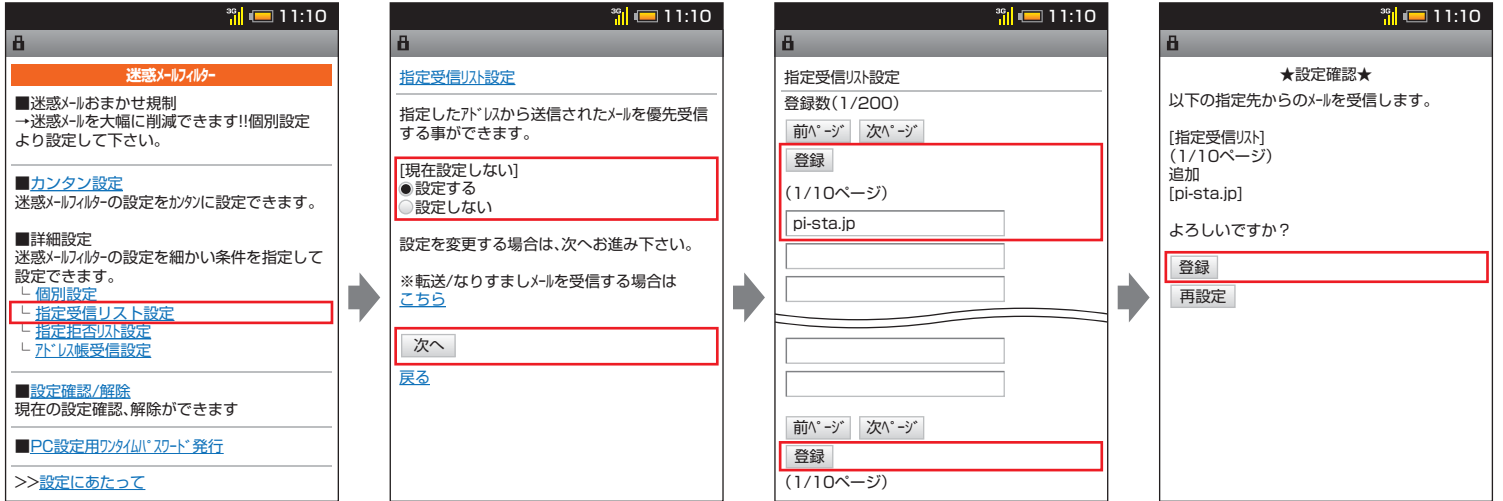 3G 11:10
迷惑ﾒｰﾙﾌｨﾙﾀｰ
■迷惑ﾒｰﾙおまかせ規制
→迷惑ﾒｰﾙを大幅に削減できます!!個別設定
より設定して下さい。
■カンタン設定
迷惑ﾒｰﾙﾌｨﾙﾀｰの設定をｶﾝﾀﾝに設定できます。
■詳細設定
迷惑ﾒｰﾙﾌｨﾙﾀｰの設定を細かい条件を指定して
設定できます。
└ 個別設定
└ 指定受信リスト設定
└ 指定拒否ﾘｽﾄ設定
└ ｱﾄﾞﾚｽ帳受信設定
■設定確認/解除
現在の設定確認、解除ができます
■PC設定用ﾜﾝﾀｲﾑﾊﾟｽﾜｰﾄﾞ発行
>>設定にあたって
3G 11:10
指定受信ﾘｽﾄ設定
指定したｱﾄﾞﾚｽから送信されたﾒｰﾙを優先受信
する事ができます。
[現在設定しない]
設定する
設定しない
設定を変更する場合は、次へお進み下さい。
※転送/なりすましﾒｰﾙを受信する場合は
こちら
次へ
戻る
3G 11:10
指定受信ﾘｽﾄ設定
登録数(1/200)
前ﾍﾟｰｼﾞ 次ﾍﾟｰｼﾞ
登録
(1/10ページ)
pi-sta.jp
前ﾍﾟｰｼﾞ 次ﾍﾟｰｼﾞ
登録
(1/10ページ)
3G 11:10
★設定確認★
以下の指定先からのﾒｰﾙを受信します。
[指定受信ﾘｽﾄ]
(1/10ページ)
追加
[pi-sta.jp]
よろしいですか？
登録
再設定